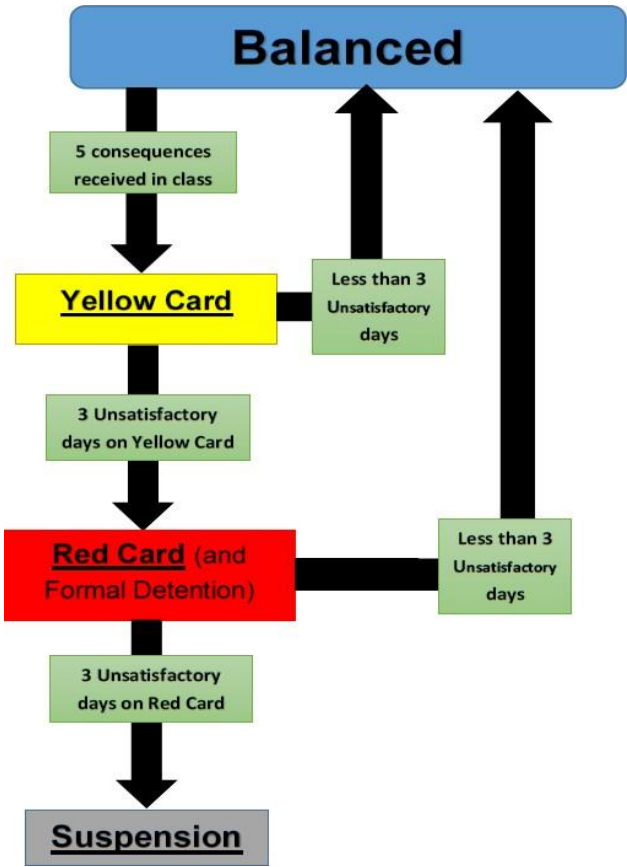 Balanced
5 consequences
received in class
Yellow Card
Less than 3
Unsatisfactory
days
3 Unsatisfactory
days on Yellow Card
Red Card (and
Formal Detention)
Less than 3
Unsatisfactory
days
3 Unsatisfactory
days on Red Card
Suspension